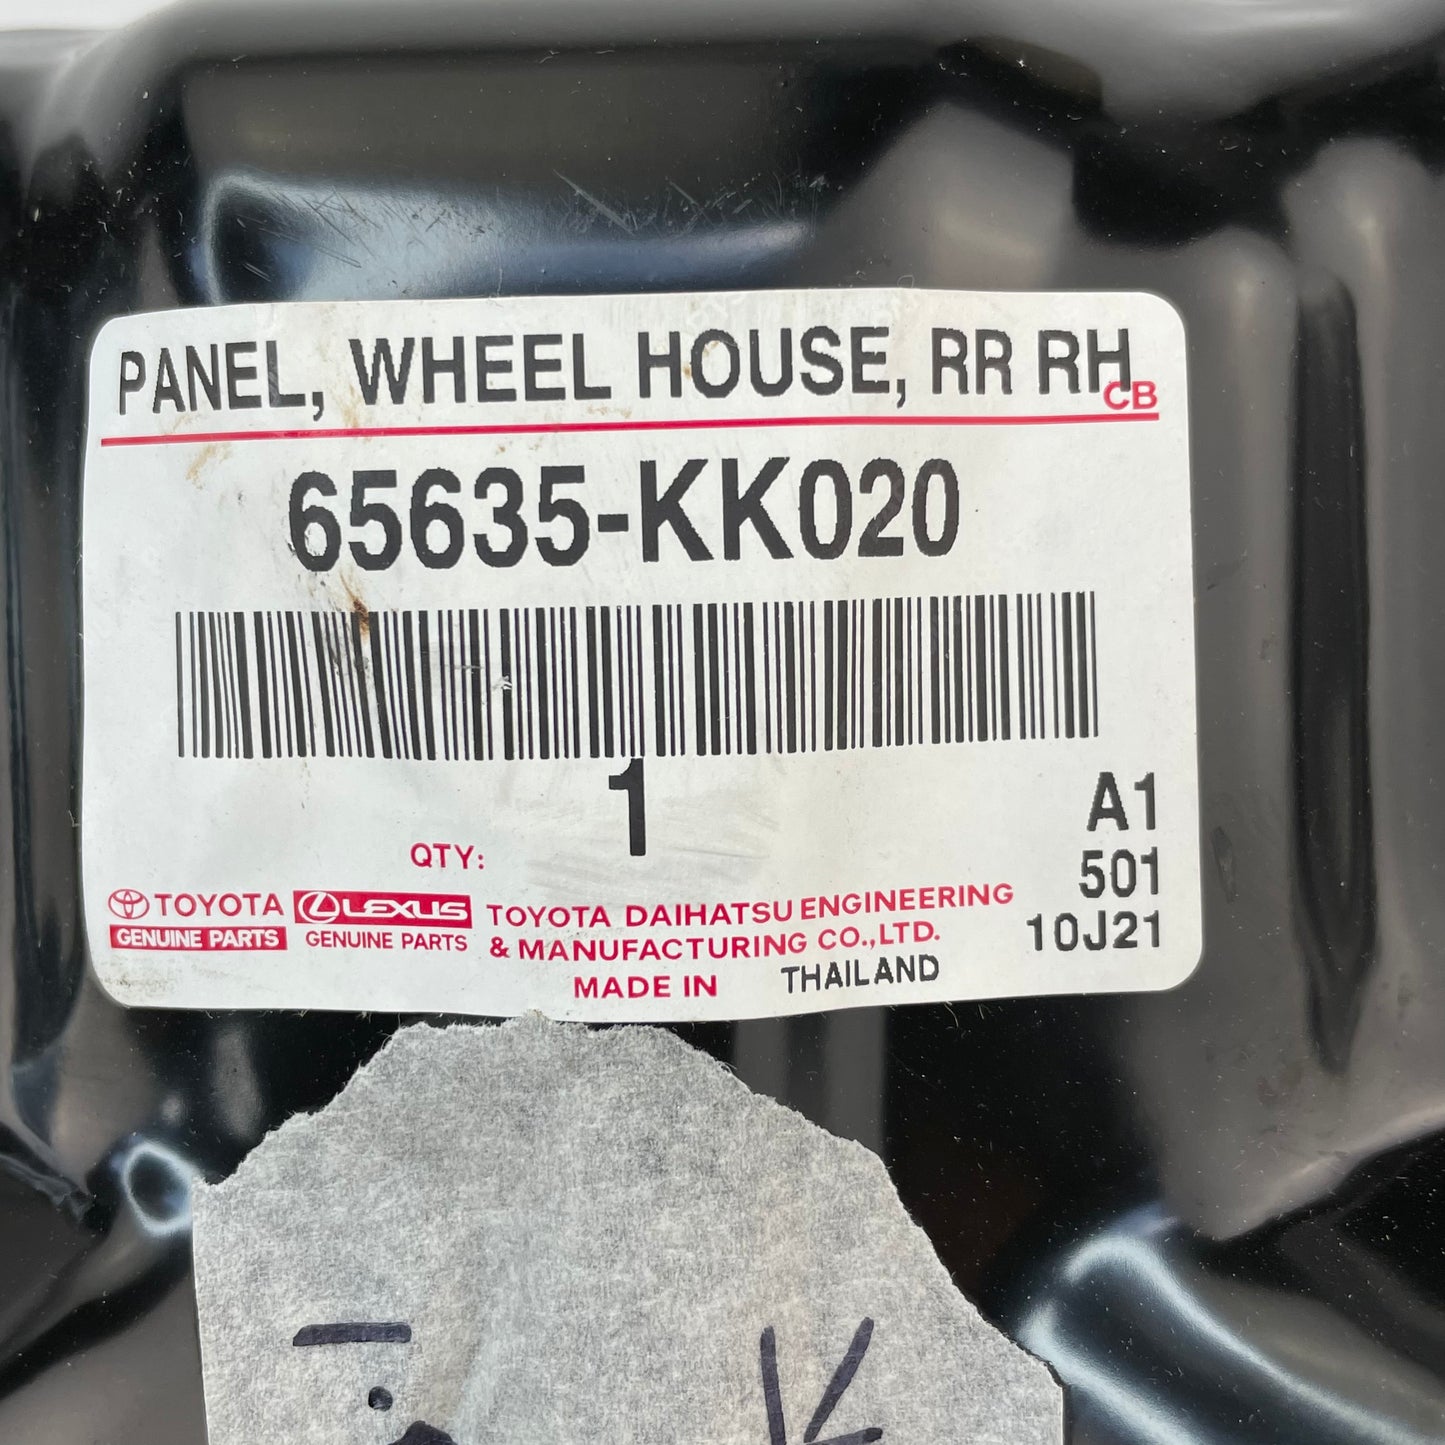 PANEL, WHEEL HOUSE, RR RH
CB
65635-KK020
1
QTY:
A1
501
10J21
TOYOTA
GENUINE PARTS
LEXUS
GENUINE PARTS
TOYOTA DAIHATSU ENGINEERING
& MANUFACTURING CO.,LTD.
MADE IN THAILAND